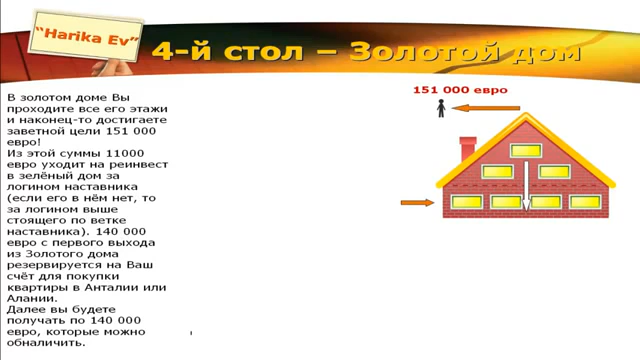 “Harika Ev”
4-й стол – Золотой дом
151 000 евро
В золотом доме Вы
проходите все его этажи
и наконец-то достигаете
заветной цели 151 000
евро!
Из этой суммы 11000
евро уходит на реинвест
в зелёный дом за
логином наставника
(если его в нём нет, то
за логином выше
стоящего по ветке
наставника). 140 000
евро с первого выхода
из Золотого дома
резервируется на Ваш
счёт для покупки
квартиры в Анталии или
Алании.
Далее вы будете
получать по 140 000
евро, которые можно
обналичить.